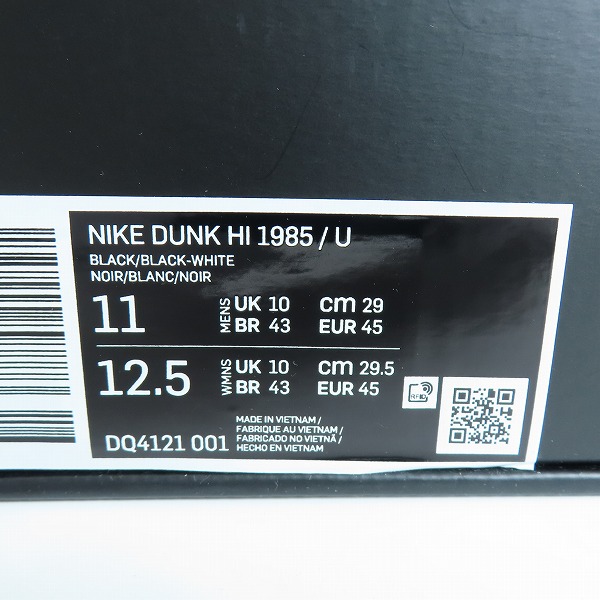 NIKE DUNK HI 1985 / U
BLACK/BLACK-WHITE
NOIR/BLANC/NOIR
11 MENS UK 10 cm 29
BR 43 EUR 45
12.5 WMNS UK 10 cm 29.5
BR 43 EUR 45
RFID
MADE IN VIETNAM /
FABRIQUE AU VIETNAM /
FABRICADO NO VIETNÃ /
HECHO EN VIETNAM
DQ4121 001